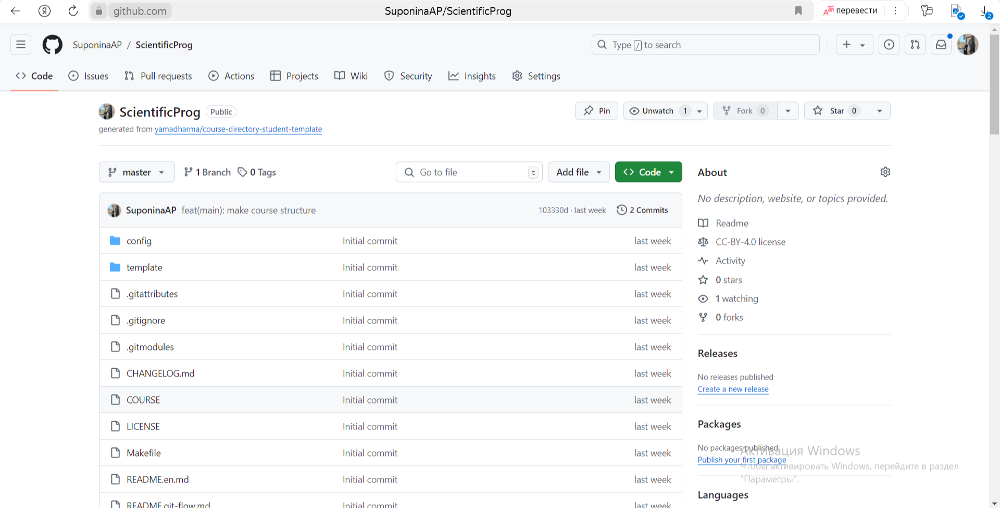 github.com
SuponinaAP/ScientificProg
перевести
2
SuponinaAP / ScientificProg
Type / to search
Code Issues Pull requests Actions Projects Wiki Security Insights Settings
ScientificProg Public
Pin Unwatch 1 Fork 0 Star 0
generated from yamadharma/course-directory-student-template
master 1 Branch 0 Tags Go to file t Add file Code
SuponinaAP feat(main): make course structure 103330d · last week 2 Commits
config Initial commit last week
template Initial commit last week
.gitattributes Initial commit last week
.gitignore Initial commit last week
.gitmodules Initial commit last week
CHANGELOG.md Initial commit last week
COURSE Initial commit last week
LICENSE Initial commit last week
Makefile Initial commit last week
README.en.md Initial commit last week
README.git-flow.md Initial commit last week
About
No description, website, or topics provided.
Readme
CC-BY-4.0 license
Activity
0 stars
1 watching
0 forks
Releases
No releases published
Create a new release
Packages
No packages published
Publish your first package
Languages
Активация Windows
Чтобы активировать Windows, перейдите в раздел
"Параметры".